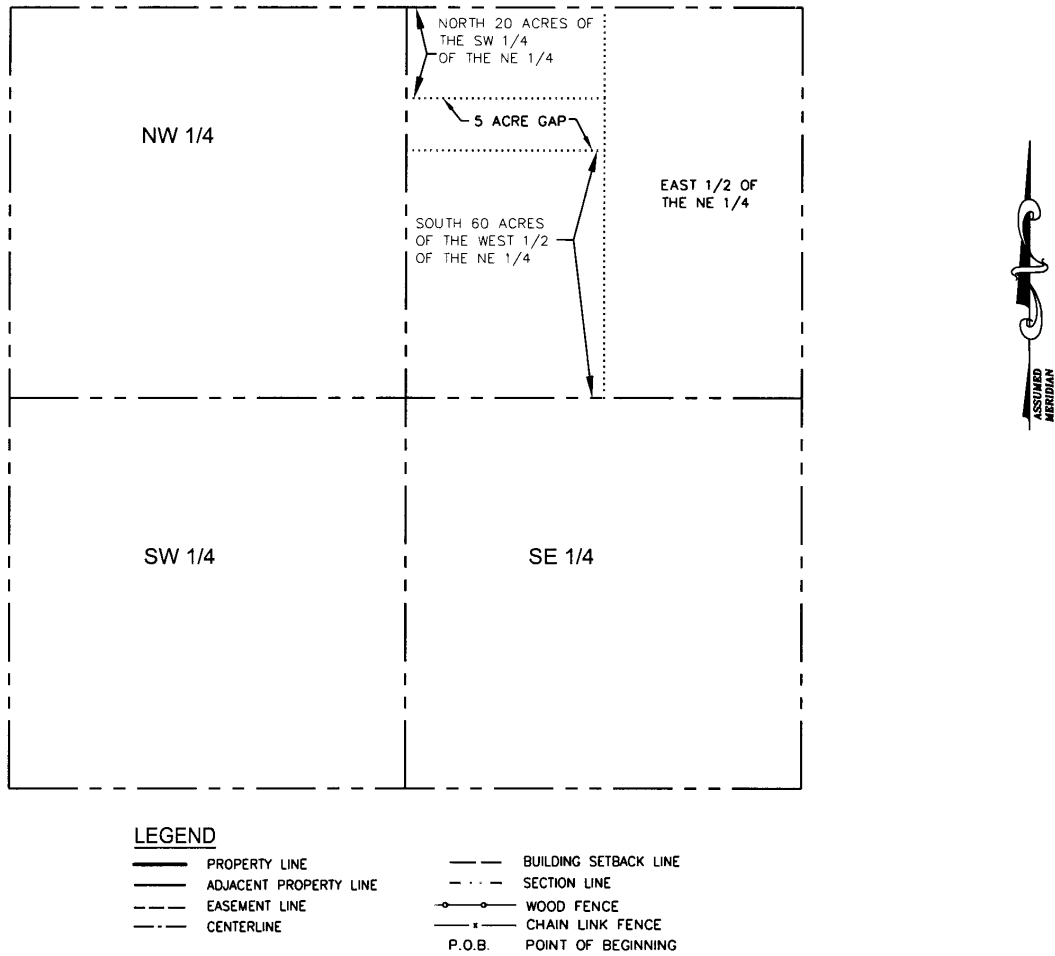 NORTH 20 ACRES OF
THE SW 1/4
OF THE NE 1/4
5 ACRE GAP
NW 1/4
EAST 1/2 OF
THE NE 1/4
SOUTH 60 ACRES
OF THE WEST 1/2
OF THE NE 1/4
ASSUMED
MERIDIAN
SW 1/4
SE 1/4
LEGEND
PROPERTY LINE
ADJACENT PROPERTY LINE
EASEMENT LINE
CENTERLINE
BUILDING SETBACK LINE
SECTION LINE
WOOD FENCE
x CHAIN LINK FENCE
P.O.B. POINT OF BEGINNING